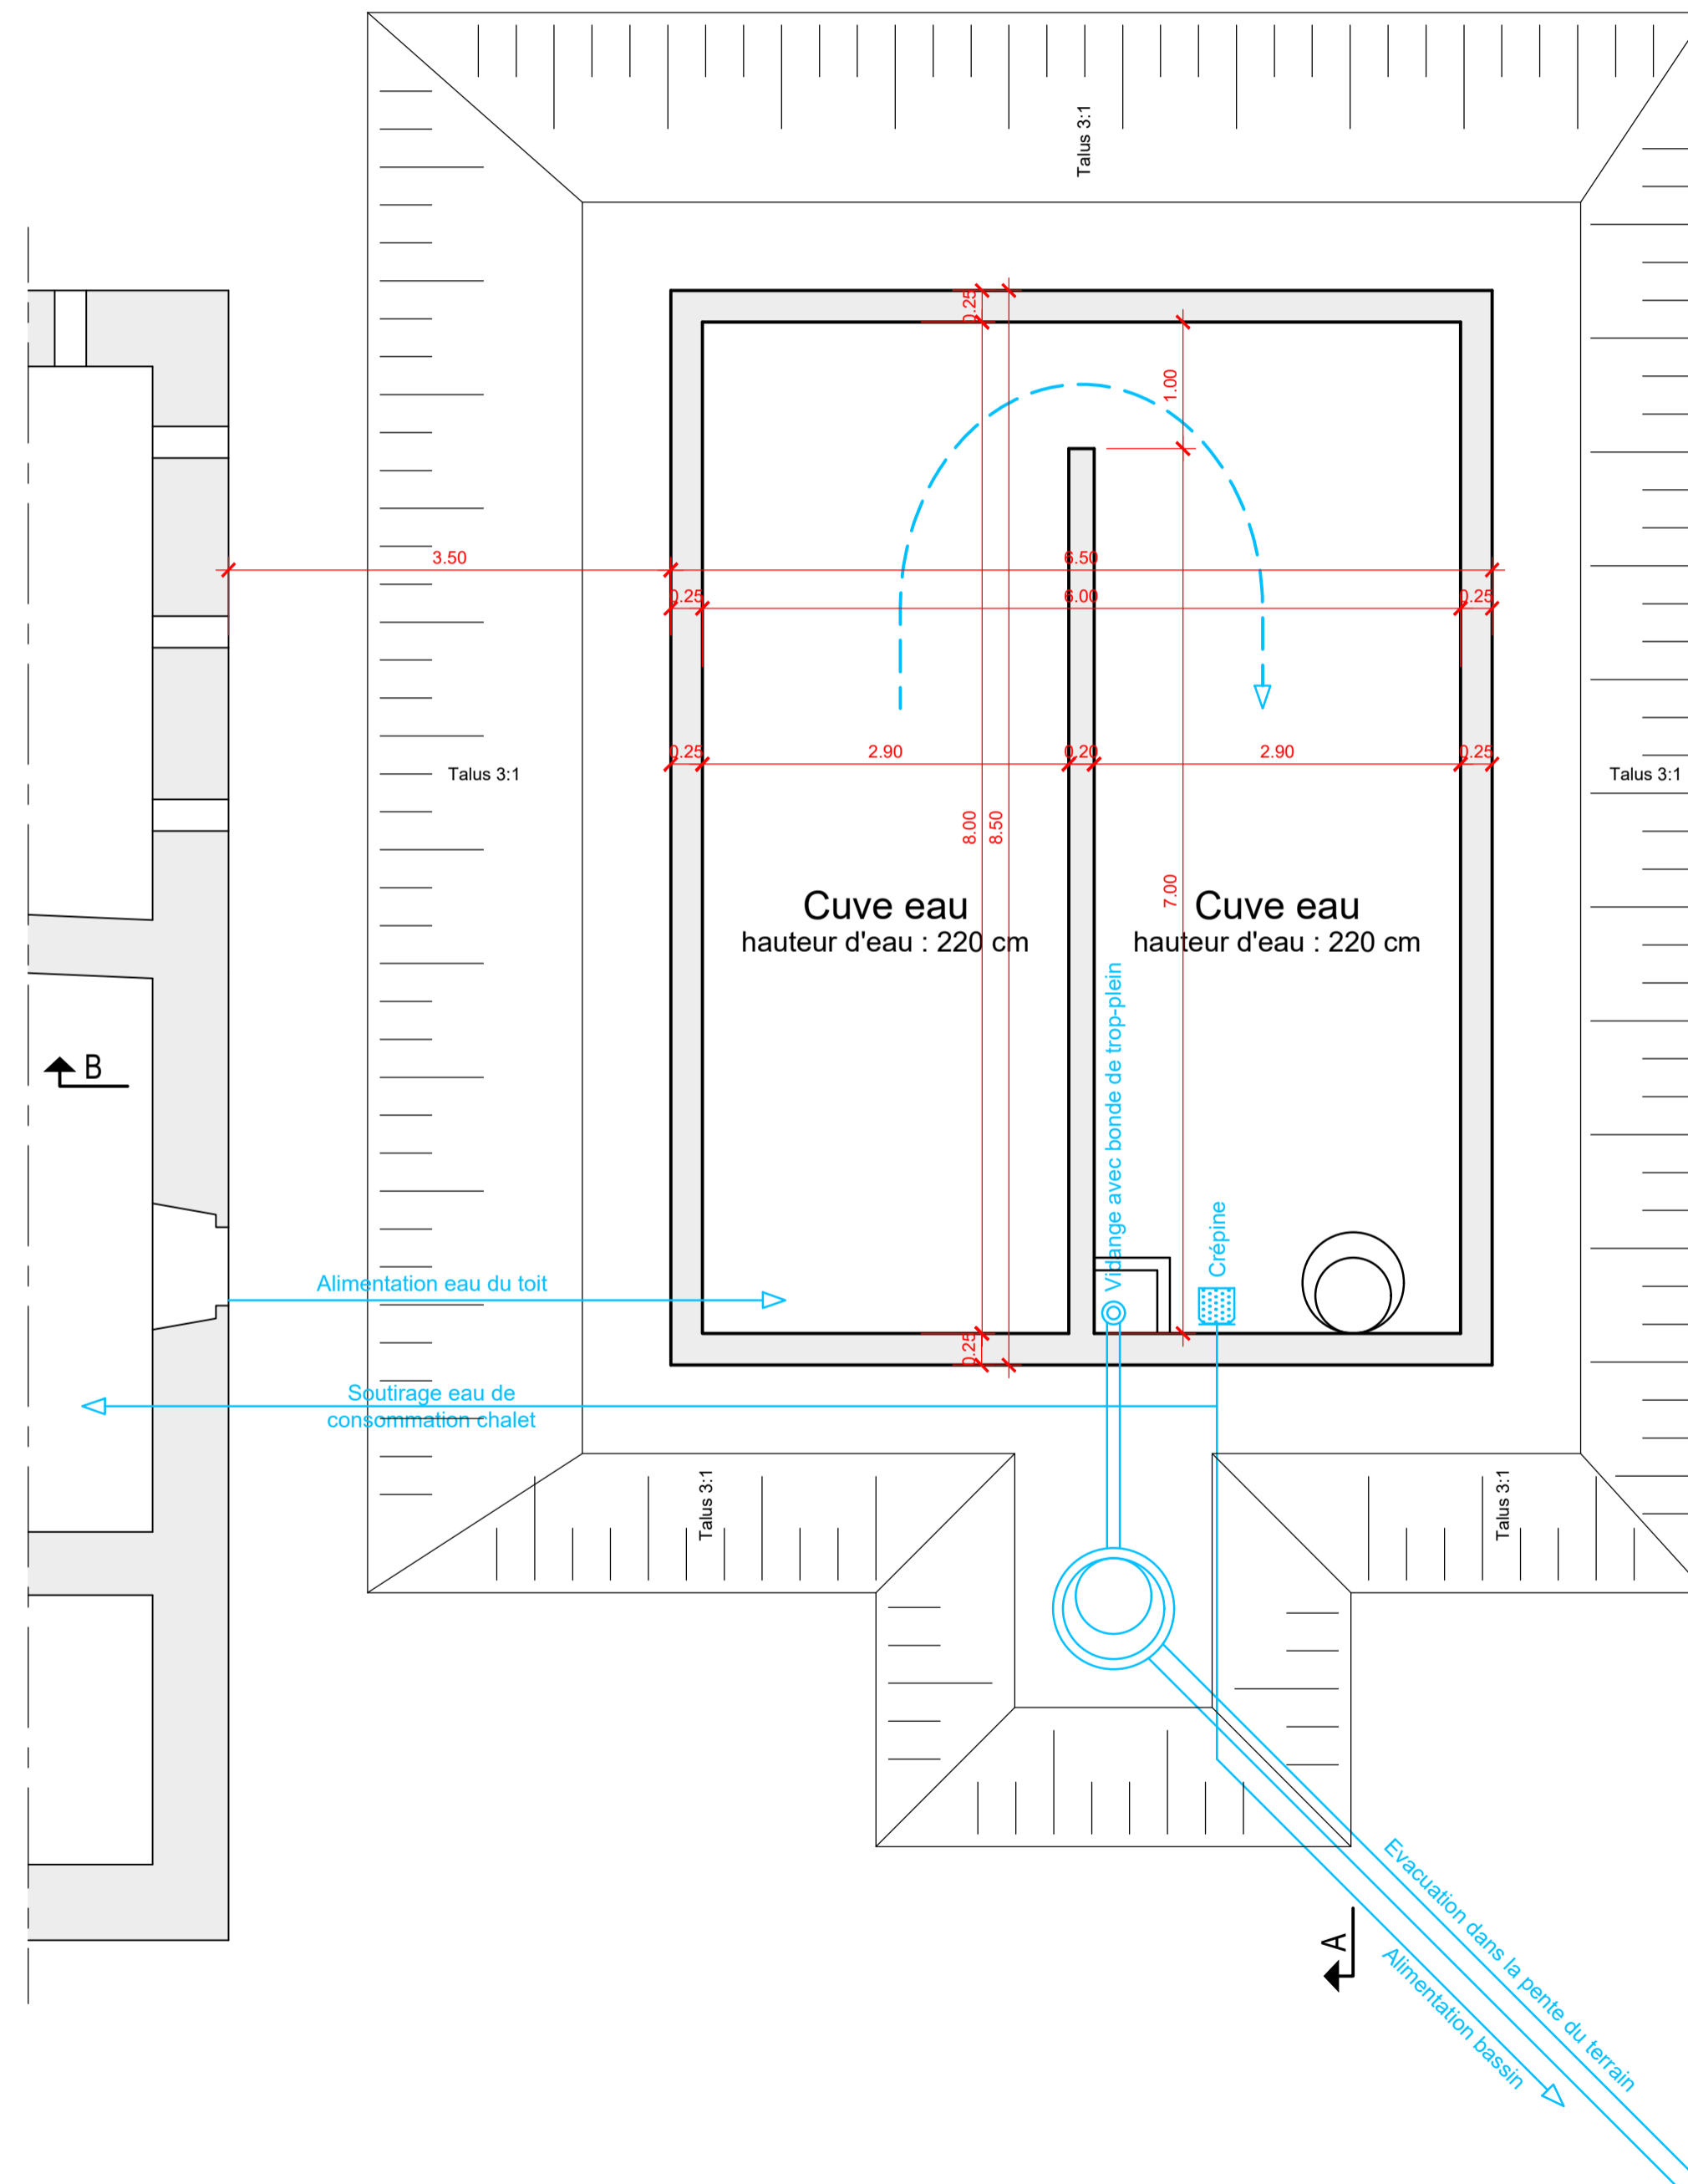 Talus 3:1
0.25
1.00
3.50
6.50
0.25
6.00
0.25
0.25
2.90
0.20
2.90
0.25
Talus 3:1
Talus 3:1
8.00
8.50
7.00
Cuve eau
hauteur d'eau : 220 cm
Cuve eau
hauteur d'eau : 220 cm
B
Vidange avec bonde de trop-plein
Crépine
Alimentation eau du toit
0.25
Soutirage eau de
consommation chalet
Talus 3:1
Talus 3:1
A
Evacuation dans la pente du terrain
Alimentation bassin